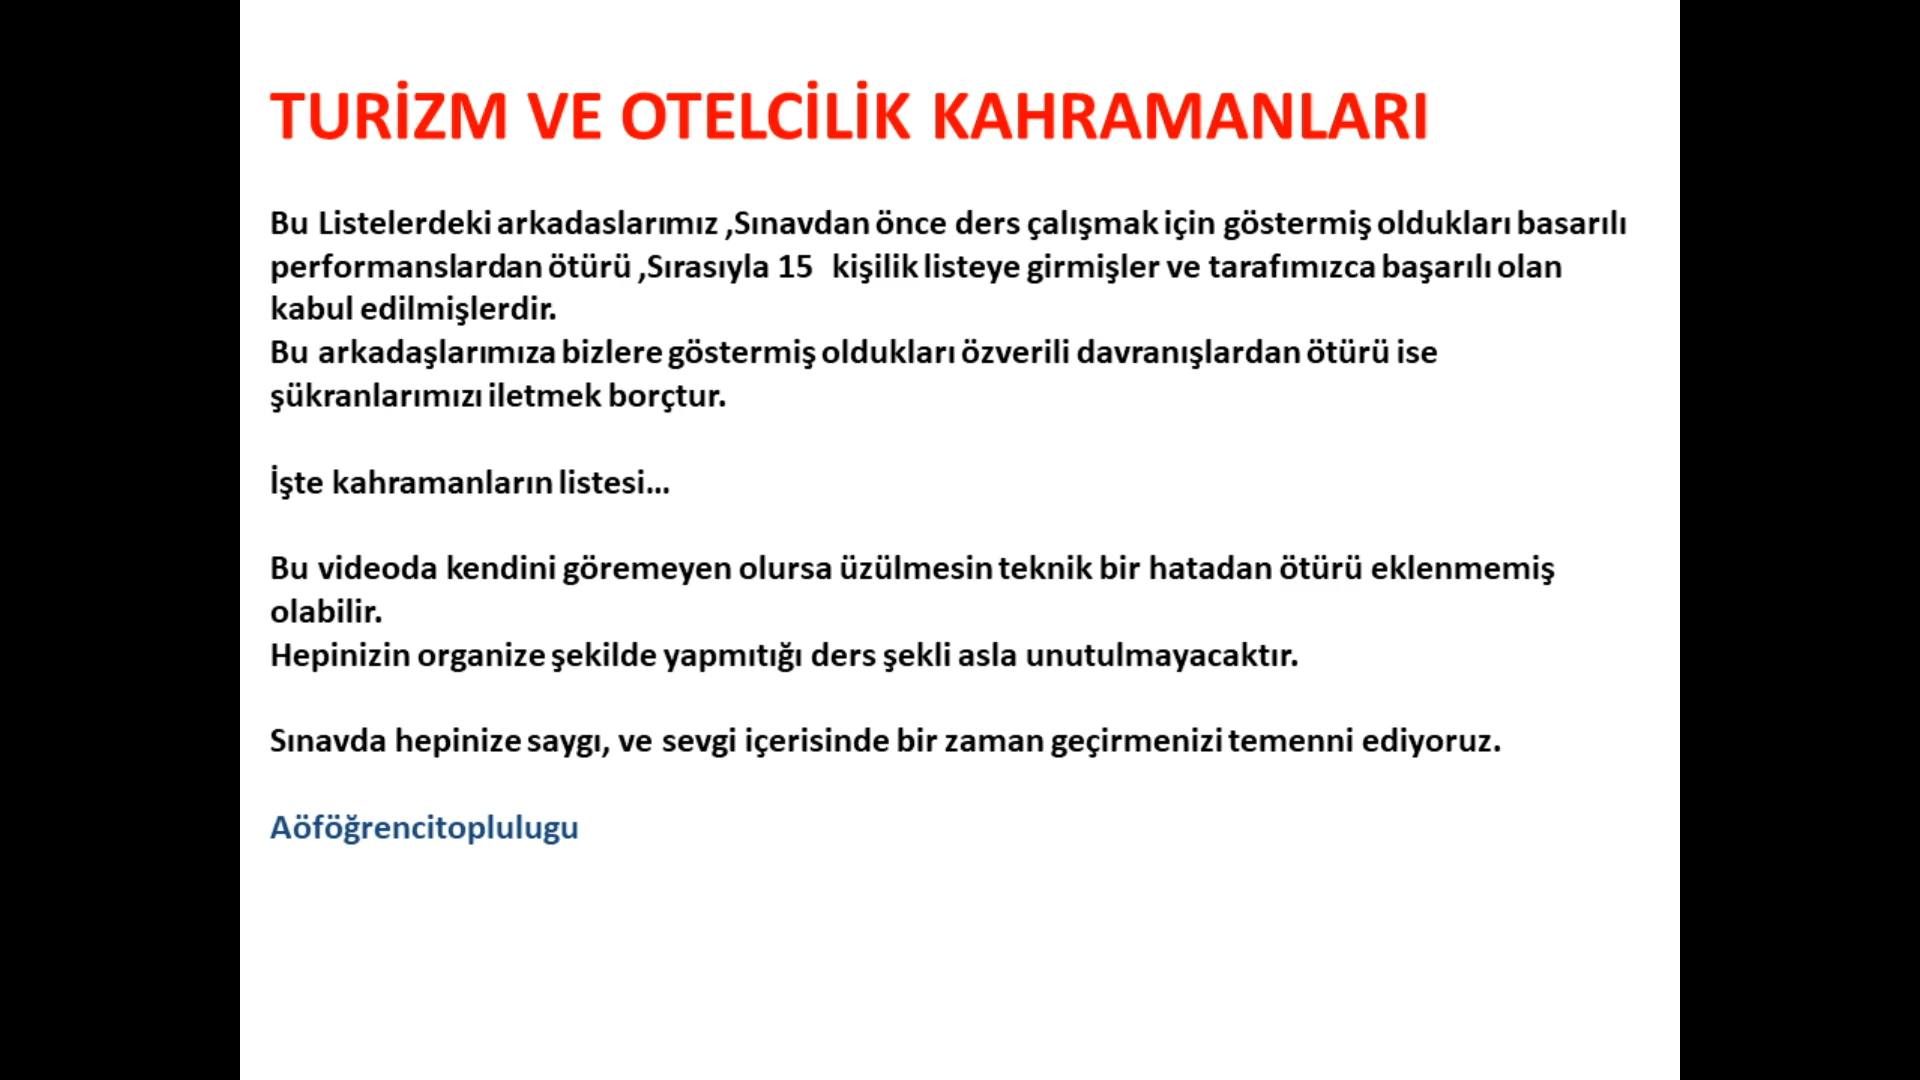 TURİZM VE OTELCİLİK KAHRAMANLARI
Bu Listelerdeki arkadaslarımız ,Sınavdan önce ders çalışmak için göstermiş oldukları basarılı
performanslardan ötürü ,Sırasıyla 15 kişilik listeye girmişler ve tarafımızca başarılı olan
kabul edilmişlerdir.
Bu arkadaşlarımıza bizlere göstermiş oldukları özverili davranışlardan ötürü ise
şükranlarımızı iletmek borçtur.
İşte kahramanların listesi...
Bu videoda kendini göremeyen olursa üzülmesin teknik bir hatadan ötürü eklenmemiş
olabilir.
Hepinizin organize şekilde yapmıtığı ders şekli asla unutulmayacaktır.
Sınavda hepinize saygı, ve sevgi içerisinde bir zaman geçirmenizi temenni ediyoruz.
Aöföğrencitoplulugu